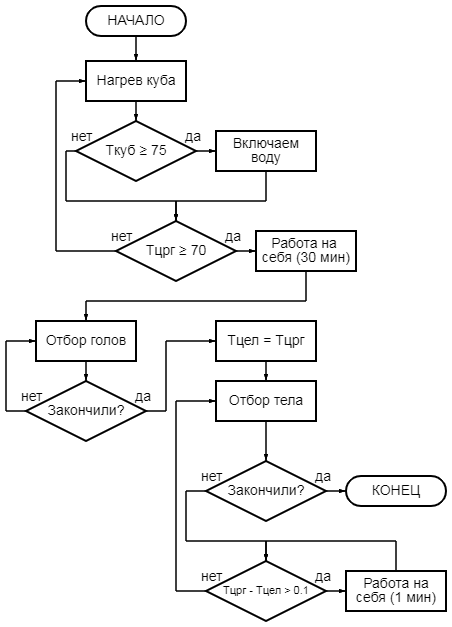 НАЧАЛО
Нагрев куба
нет
да
Ткуб ≥ 75
Включаем
воду
нет
да
Тцрг ≥ 70
Работа на
себя (30 мин)
Отбор голов
нет
да
Закончили?
Тцел = Тцрг
Отбор тела
нет
да
Закончили?
КОНЕЦ
нет
да
Тцрг - Тцел > 0.1
Работа на
себя (1 мин)